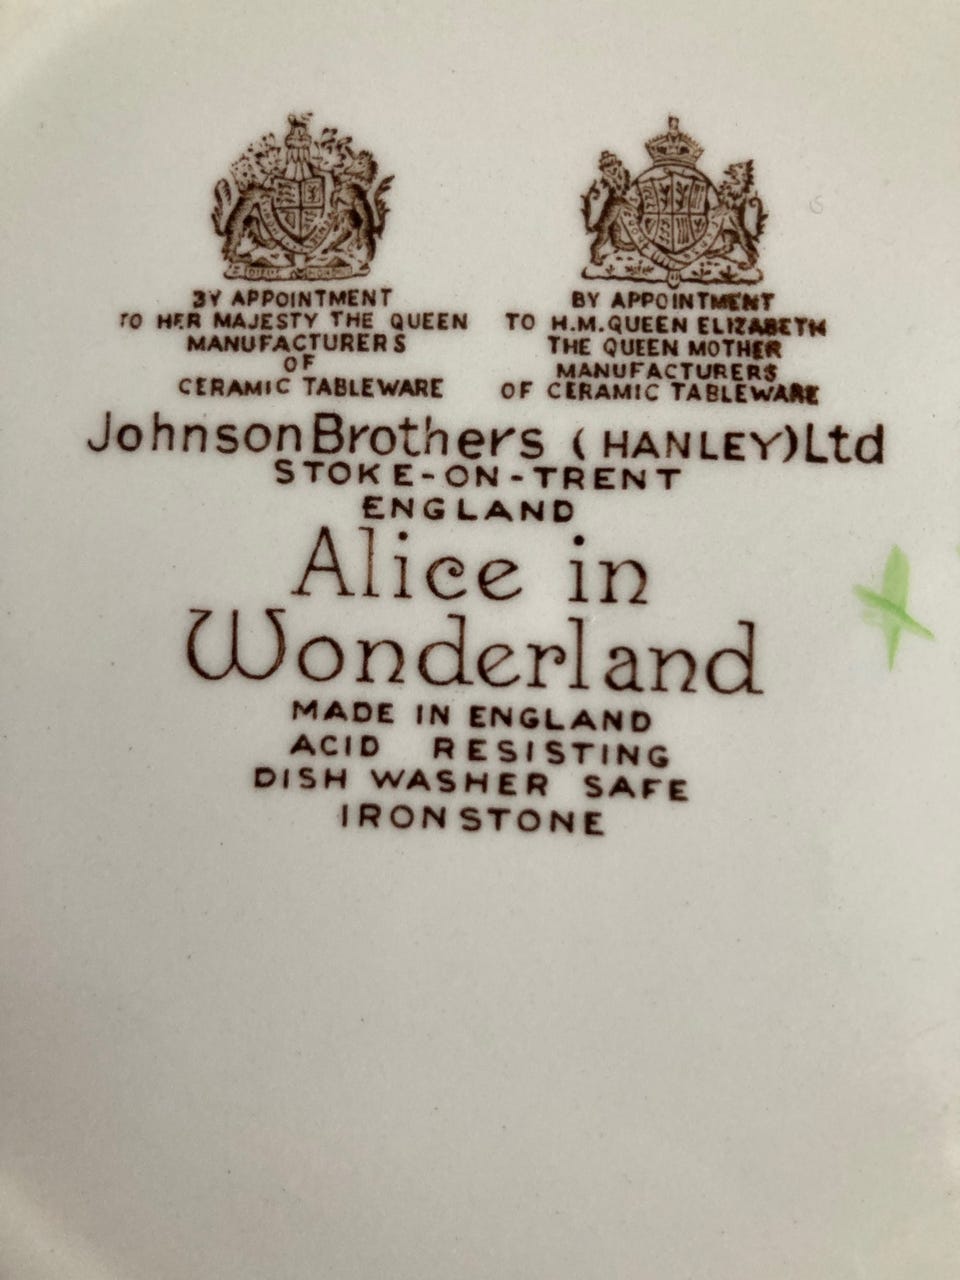 BY APPOINTMENT
TO HER MAJESTY THE QUEEN
MANUFACTURERS
OF
CERAMIC TABLEWARE
BY APPOINTMENT
TO H.M. QUEEN ELIZABETH
THE QUEEN MOTHER
MANUFACTURERS
OF CERAMIC TABLEWARE
Johnson Brothers (HANLEY) Ltd
STOKE-ON-TRENT
ENGLAND
Alice in
Wonderland
MADE IN ENGLAND
ACID RESISTING
DISH WASHER SAFE
IRONSTONE